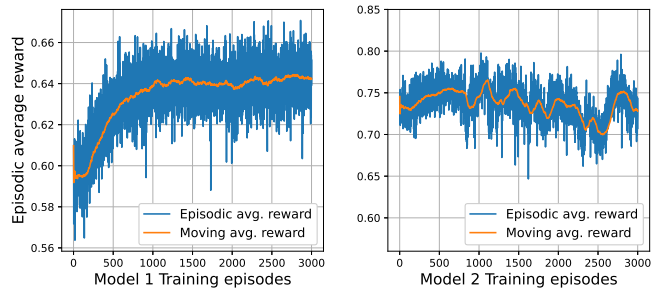 Episodic average reward
0.66
0.64
0.62
0.60
0.58
0.56
0 500 1000 1500 2000 2500 3000
Model 1 Training episodes
Episodic avg. reward
Moving avg. reward
0.85
0.80
0.75
0.70
0.65
0.60
0 500 1000 1500 2000 2500 3000
Model 2 Training episodes
Episodic avg. reward
Moving avg. reward